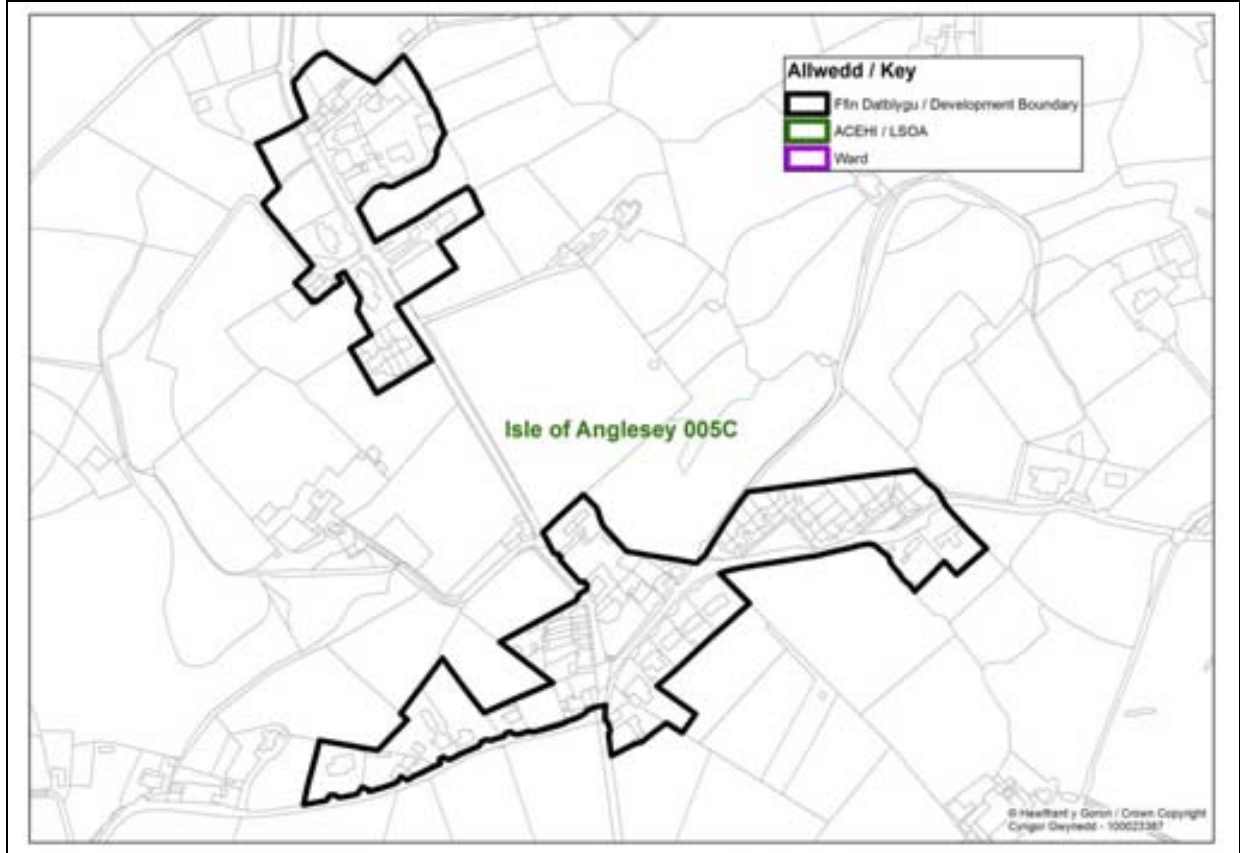 Allwedd / Key
Ffin Datblygu / Development Boundary
ACEHI / LSOA
Ward
Isle of Anglesey 005C
© Hawlfraint y Goron / Crown Copyright
Cyngor Gwynedd - 100023387